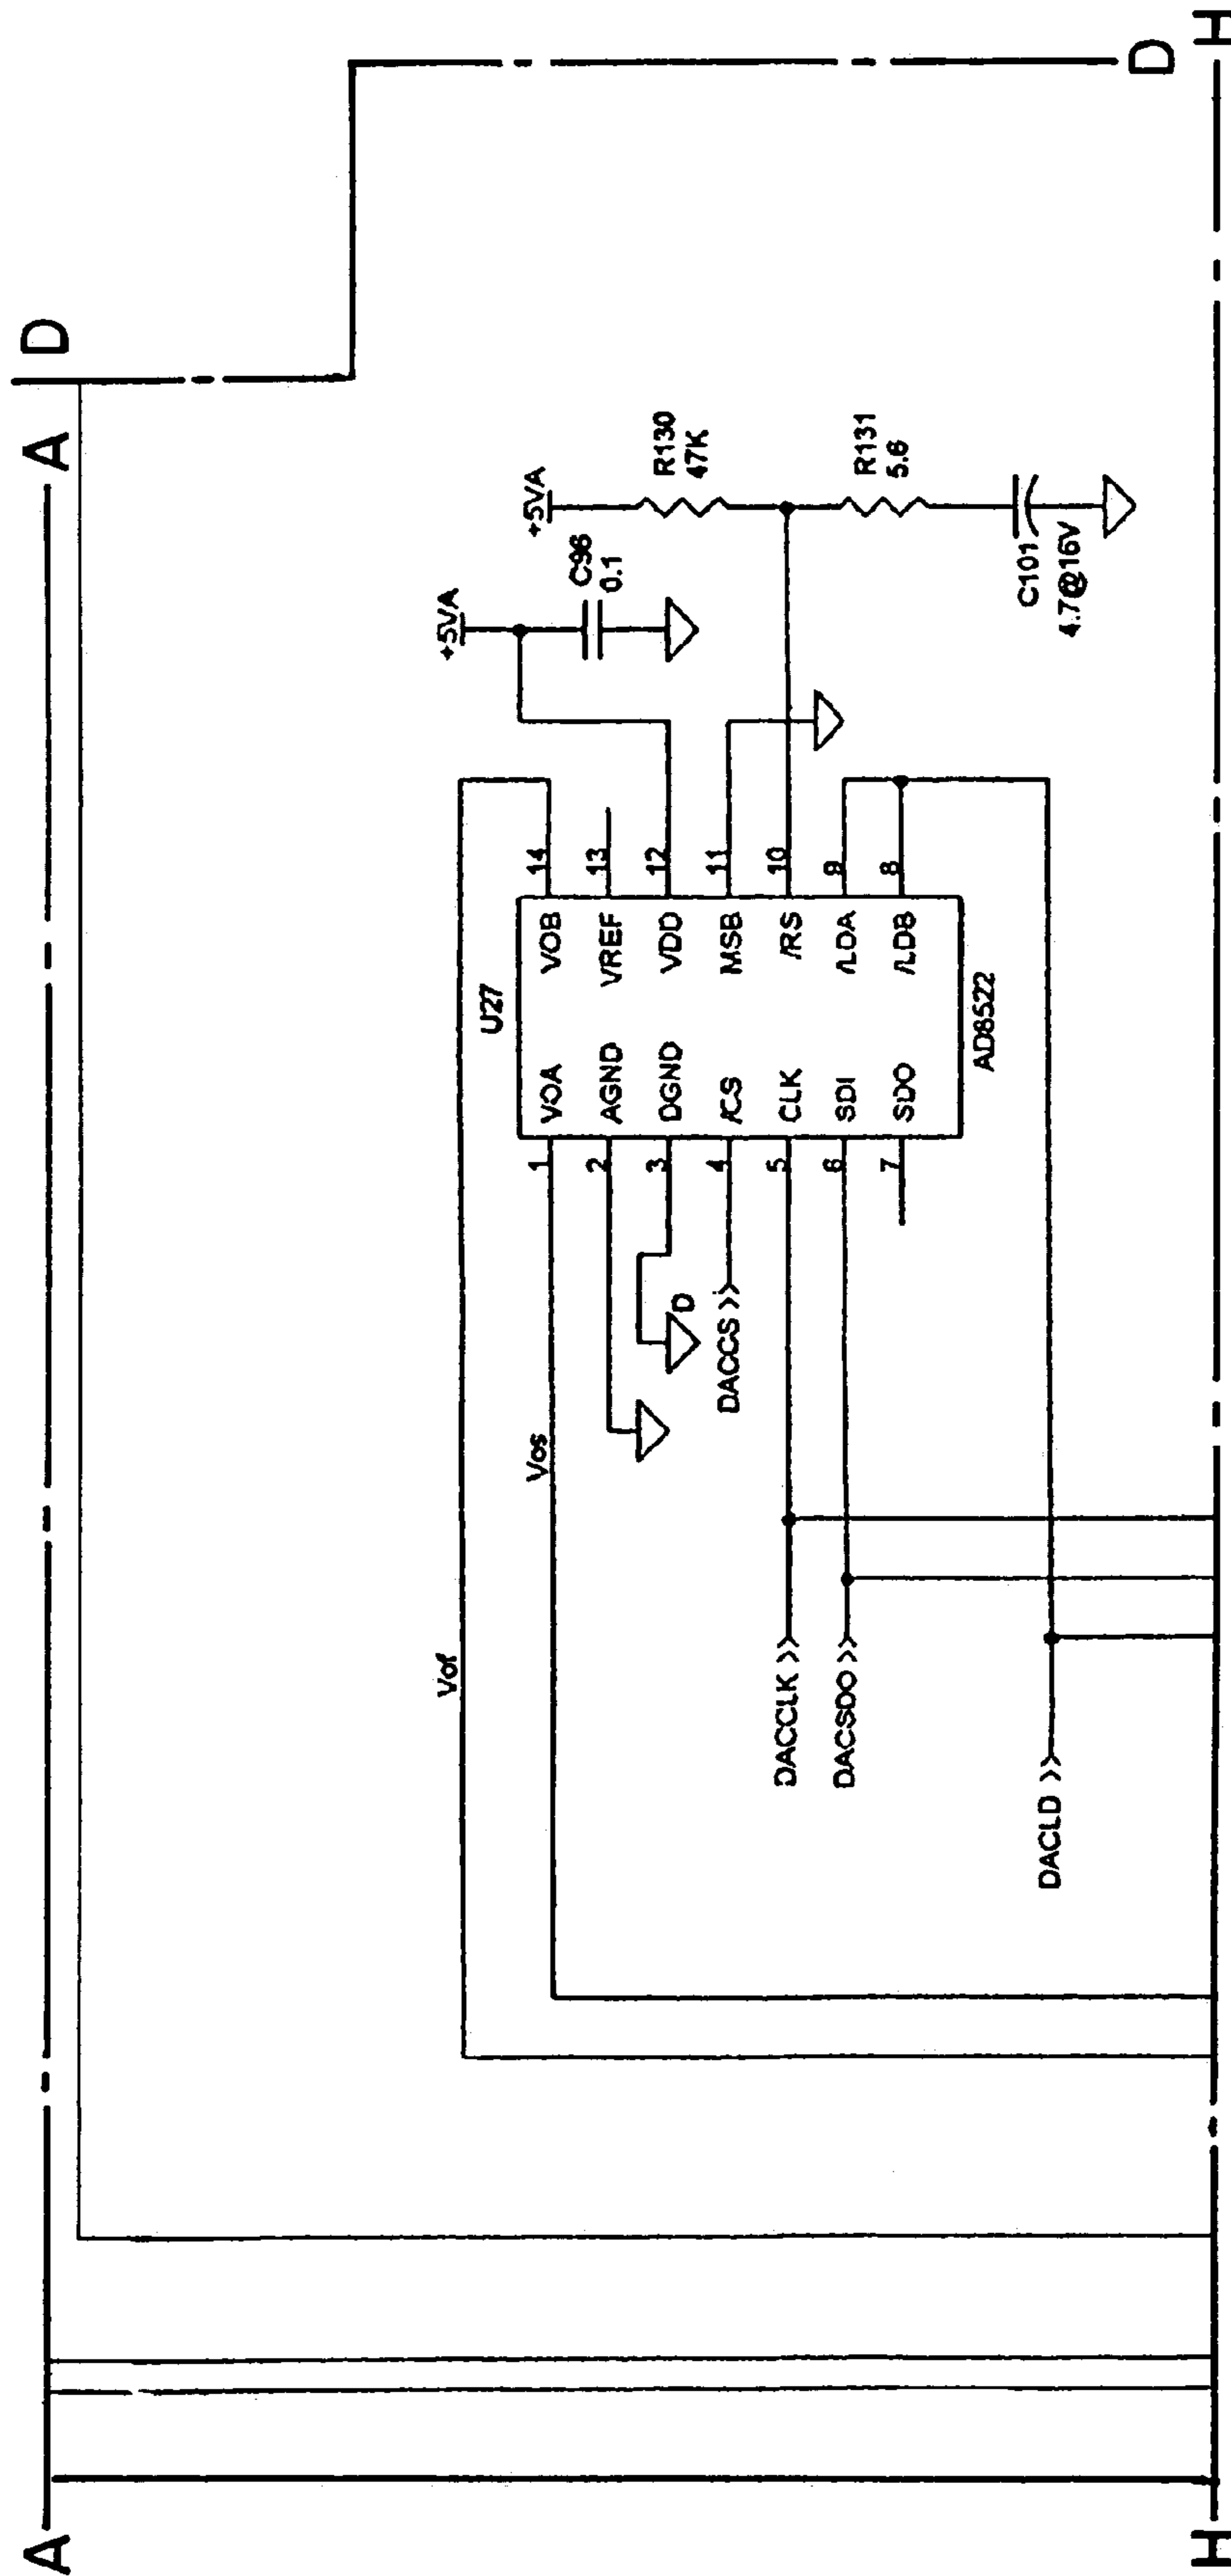 A
A
D
D
H
H
Vof
Vos
U27
1 VOA
2 AGND
3 DGND
4 /CS
5 CLK
6 SDI
7 SDO
VOB 14
VREF 13
VDD 12
MSB 11
/RS 10
/LDA 9
/LDB 8
AD8522
D
DACCS >>
DACCLK >>
DACSDO >>
DACLD >>
+5VA
C96
0.1
+5VA
R130
47K
R131
5.6
C101
4.7@16V